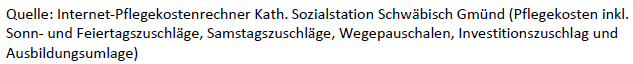 Quelle: Internet-Pflegekostenrechner Kath. Sozialstation Schwäbisch Gmünd (Pflegekosten inkl.
Sonn- und Feiertagszuschläge, Samstagszuschläge, Wegepauschalen, Investitionszuschlag und
Ausbildungsumlage)